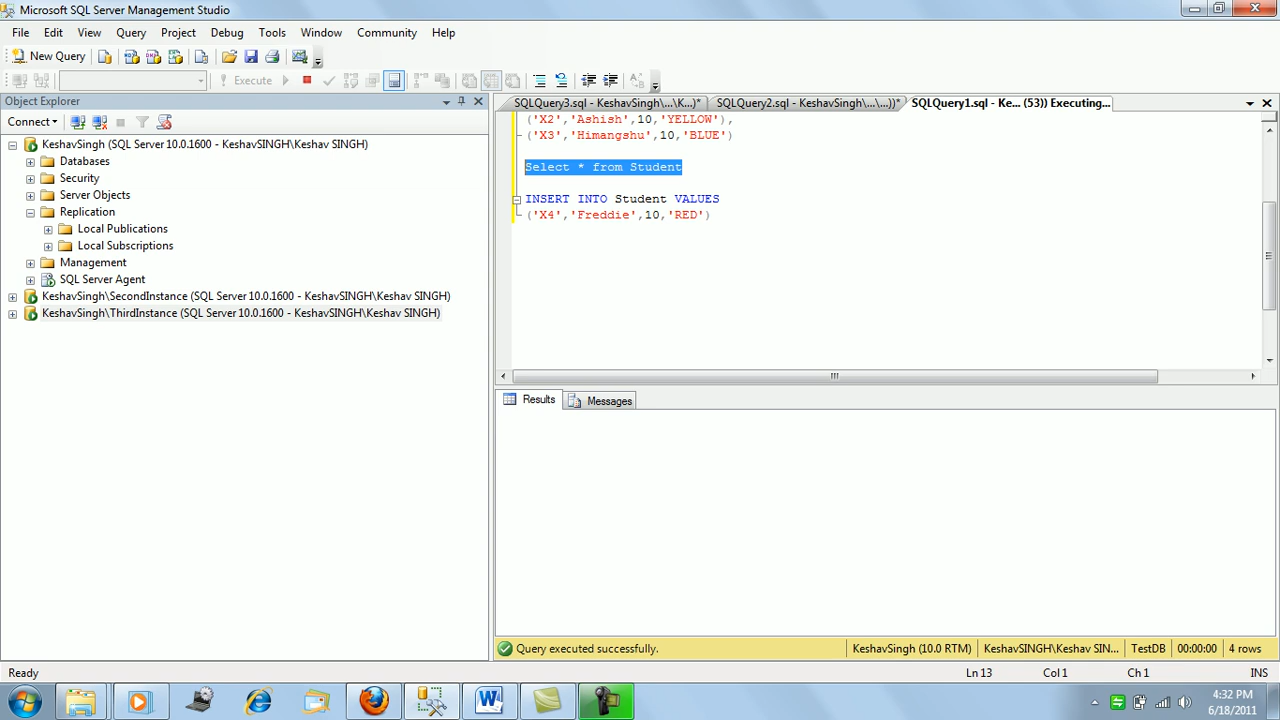 Microsoft SQL Server Management Studio
File Edit View Query Project Debug Tools Window Community Help
New Query
Execute
Object Explorer
SQLQuery3.sql - KeshavSingh\...\K...)* SQLQuery2.sql - KeshavSingh\...\...))* SQLQuery1.sql - Ke... (53)) Executing...
Connect
KeshavSingh (SQL Server 10.0.1600 - KeshavSINGH\Keshav SINGH)
Databases
Security
Server Objects
Replication
Local Publications
Local Subscriptions
Management
SQL Server Agent
KeshavSingh\SecondInstance (SQL Server 10.0.1600 - KeshavSINGH\Keshav SINGH)
KeshavSingh\ThirdInstance (SQL Server 10.0.1600 - KeshavSINGH\Keshav SINGH)
('X2','Ashish',10,'YELLOW'),
('X3','Himangshu',10,'BLUE')
Select * from Student
INSERT INTO Student VALUES
('X4','Freddie',10,'RED')
Results Messages
Query executed successfully. KeshavSingh (10.0 RTM) KeshavSINGH\Keshav SIN... TestDB 00:00:00 4 rows
Ready Ln 13 Col 1 Ch 1 INS
4:32 PM
6/18/2011